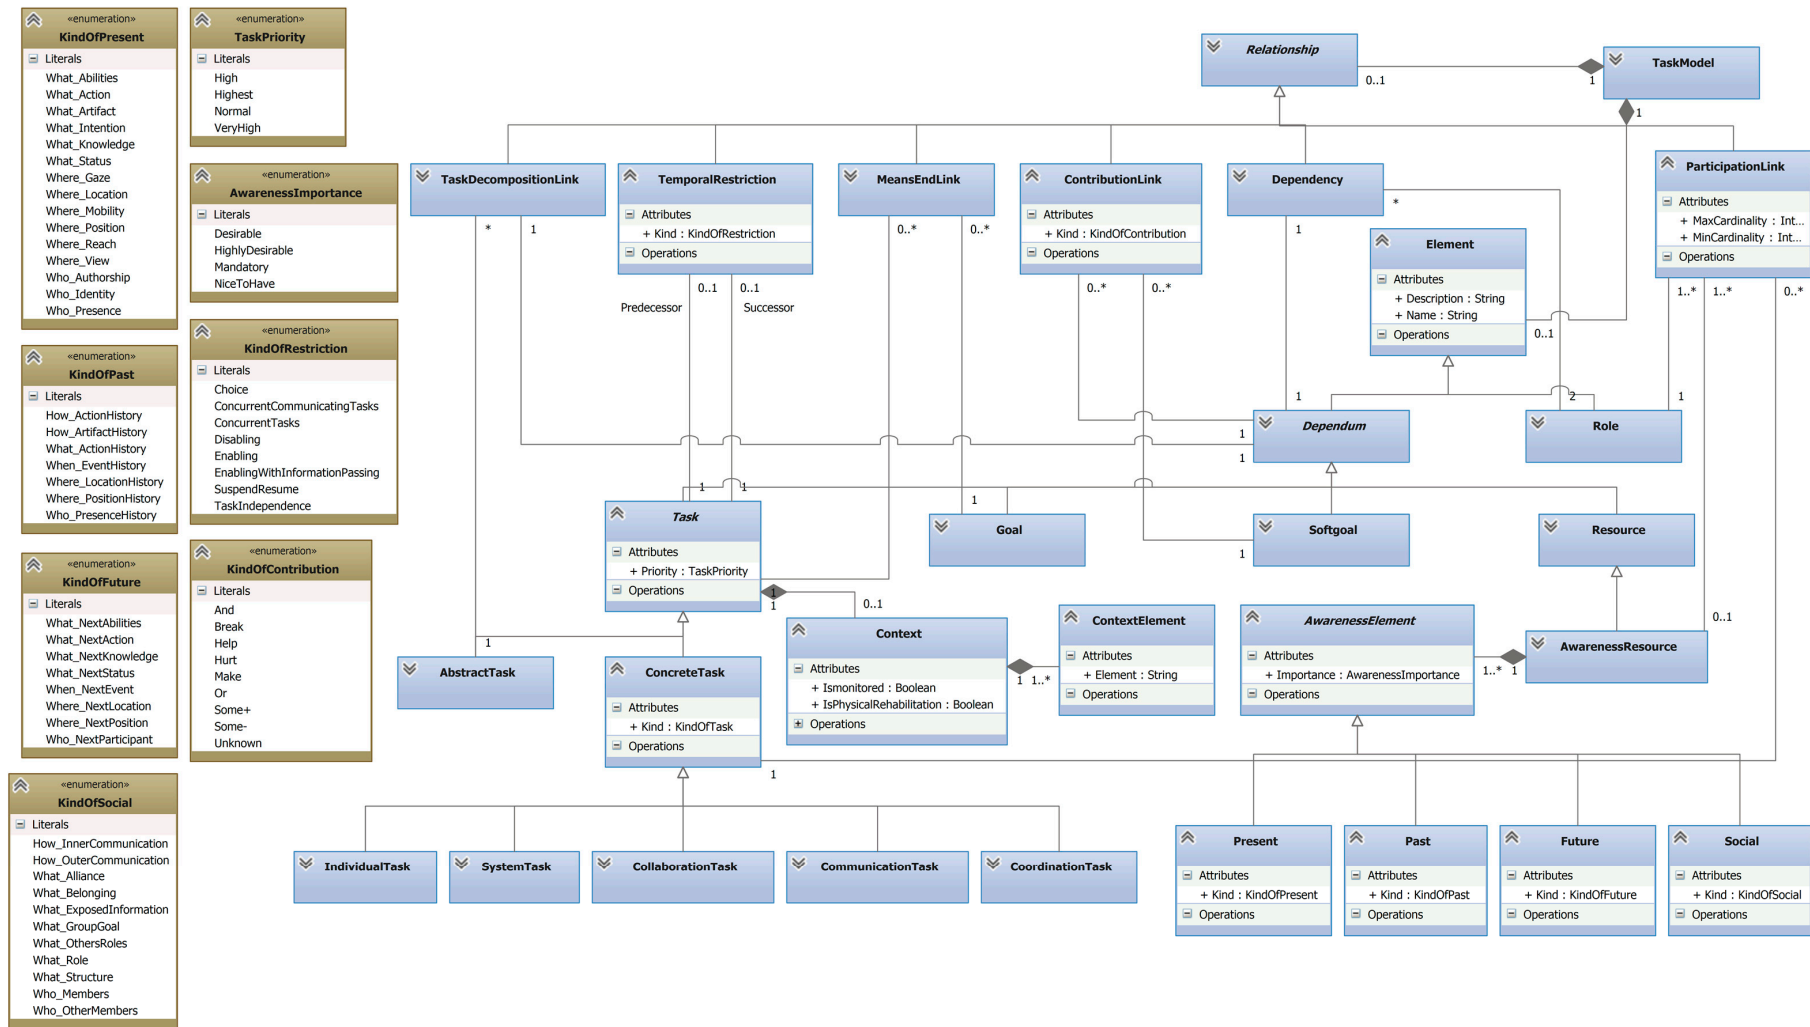 «enumeration»
KindOfPresent
Literals
What_Abilities
What_Action
What_Artifact
What_Intention
What_Knowledge
What_Status
Where_Gaze
Where_Location
Where_Mobility
Where_Position
Where_Reach
Where_View
Who_Authorship
Who_Identity
Who_Presence
«enumeration»
TaskPriority
Literals
High
Highest
Normal
VeryHigh
«enumeration»
AwarenessImportance
Literals
Desirable
HighlyDesirable
Mandatory
NiceToHave
«enumeration»
KindOfPast
Literals
How_ActionHistory
How_ArtifactHistory
What_ActionHistory
When_EventHistory
Where_LocationHistory
Where_PositionHistory
Who_PresenceHistory
«enumeration»
KindOfRestriction
Literals
Choice
ConcurrentCommunicatingTasks
ConcurrentTasks
Disabling
Enabling
EnablingWithInformationPassing
SuspendResume
TaskIndependence
«enumeration»
KindOfFuture
Literals
What_NextAbilities
What_NextAction
What_NextKnowledge
What_NextStatus
When_NextEvent
Where_NextLocation
Where_NextPosition
Who_NextParticipant
«enumeration»
KindOfContribution
Literals
And
Break
Help
Hurt
Make
Or
Some+
Some-
Unknown
«enumeration»
KindOfSocial
Literals
How_InnerCommunication
How_OuterCommunication
What_Alliance
What_Belonging
What_ExposedInformation
What_GroupGoal
What_OthersRoles
What_Role
What_Structure
Who_Members
Who_OtherMembers
Relationship
0..1
1
TaskModel
1
TaskDecompositionLink
*
1
TemporalRestriction
Attributes
+ Kind : KindOfRestriction
Operations
0..1
0..1
Predecessor
Successor
MeansEndLink
0..*
0..*
ContributionLink
Attributes
+ Kind : KindOfContribution
Operations
0..*
0..*
Dependency
*
1
ParticipationLink
Attributes
+ MaxCardinality : Int...
+ MinCardinality : Int...
Operations
1..*
1..*
0..*
Element
Attributes
+ Description : String
+ Name : String
Operations
0..1
1
2
1
Dependum
1
1
Role
1
1
1
Task
Attributes
+ Priority : TaskPriority
Operations
1
1
0..1
Goal
Softgoal
1
Resource
1
AbstractTask
ConcreteTask
Attributes
+ Kind : KindOfTask
Operations
1
Context
Attributes
+ Ismonitored : Boolean
+ IsPhysicalRehabilitation : Boolean
Operations
1
1..*
ContextElement
Attributes
+ Element : String
Operations
AwarenessElement
Attributes
+ Importance : AwarenessImportance
Operations
1..*
1
0..1
AwarenessResource
IndividualTask
SystemTask
CollaborationTask
CommunicationTask
CoordinationTask
Present
Attributes
+ Kind : KindOfPresent
Operations
Past
Attributes
+ Kind : KindOfPast
Operations
Future
Attributes
+ Kind : KindOfFuture
Operations
Social
Attributes
+ Kind : KindOfSocial
Operations